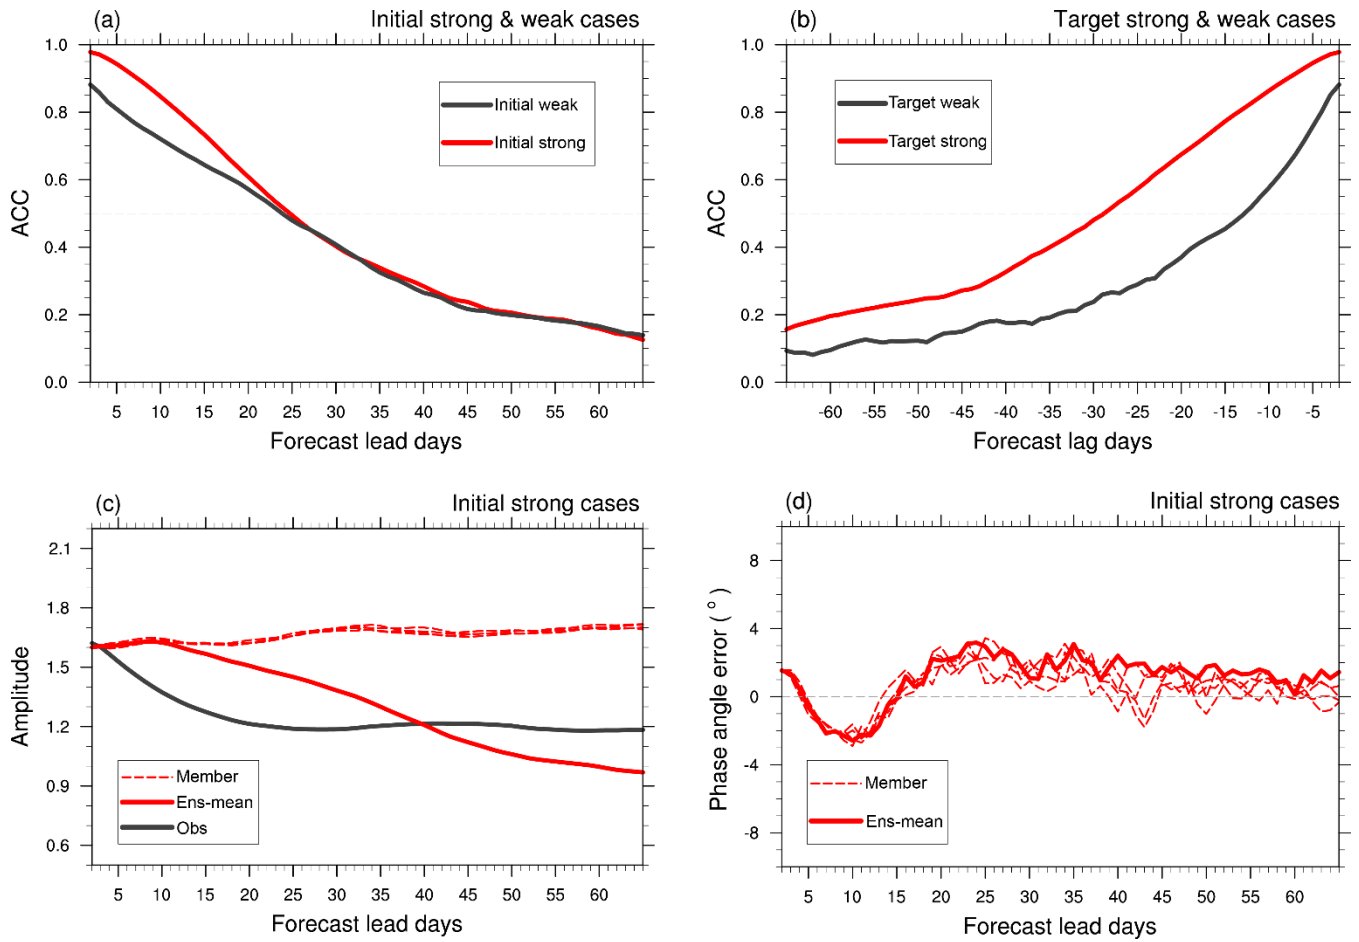 (a) Initial strong & weak cases
1.0
0.8
0.6
0.4
0.2
0.0
ACC
Initial weak
Initial strong
5 10 15 20 25 30 35 40 45 50 55 60
Forecast lead days
(b) Target strong & weak cases
1.0
0.8
0.6
0.4
0.2
0.0
ACC
Target weak
Target strong
-60 -55 -50 -45 -40 -35 -30 -25 -20 -15 -10 -5
Forecast lag days
(c) Initial strong cases
2.1
1.8
1.5
1.2
0.9
0.6
Amplitude
Member
Ens-mean
Obs
5 10 15 20 25 30 35 40 45 50 55 60
Forecast lead days
(d) Initial strong cases
8
4
0
-4
-8
Phase angle error ( ° )
Member
Ens-mean
5 10 15 20 25 30 35 40 45 50 55 60
Forecast lead days